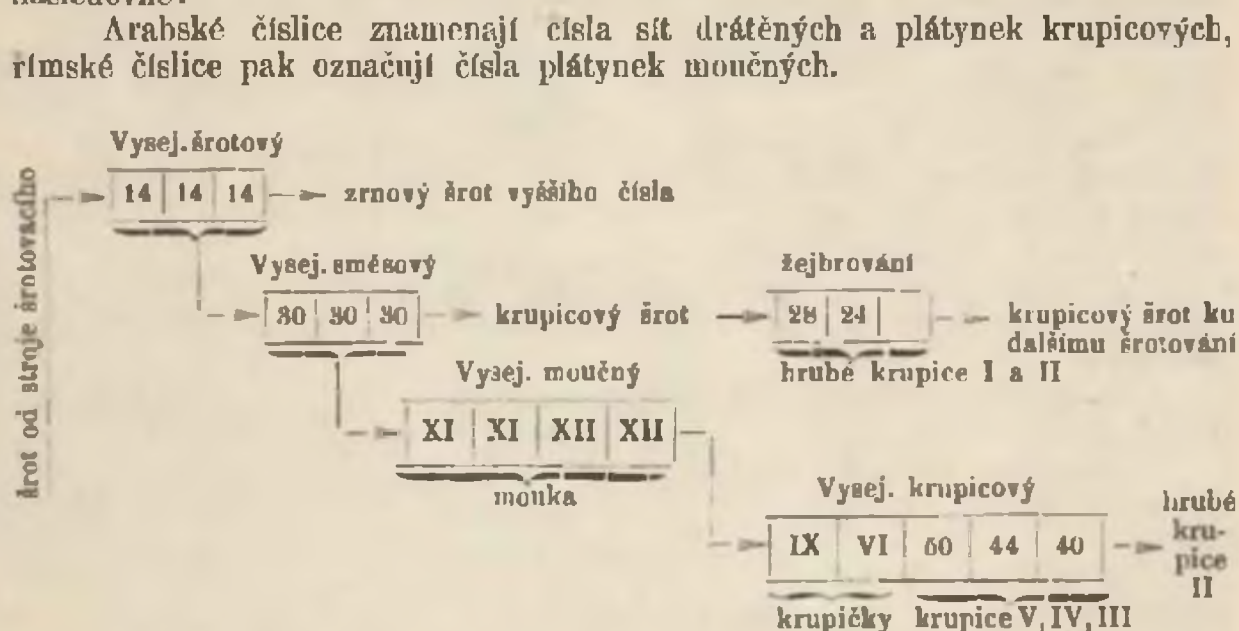 Arabské číslice znamenají čísla sít drátěných a plátynek krupicových,
římské číslice pak označují čísla plátynek moučných.
Vysej. šrotový
šrot od stroje šrotovacího
14 14 14
zrnový šrot vyššího čísla
Vysej. směsový
30 30 30
krupicový šrot
žejbrování
28 24
krupicový šrot ku
dalšímu šrotování
hrubé krupice I a II
Vysej. moučný
XI XI XII XII
mouka
Vysej. krupicový
IX VI 60 44 40
hrubé
kru-
pice
II
krupičky krupice V, IV, III